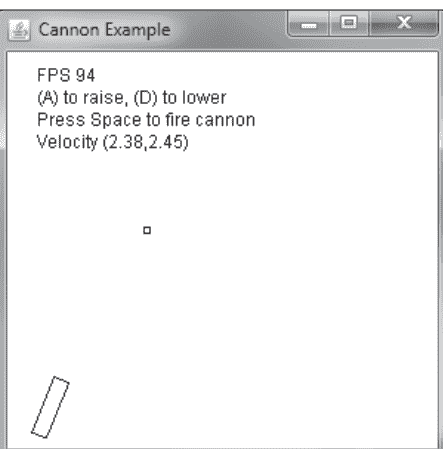 Cannon Example
FPS 94
(A) to raise, (D) to lower
Press Space to fire cannon
Velocity (2.38,2.45)